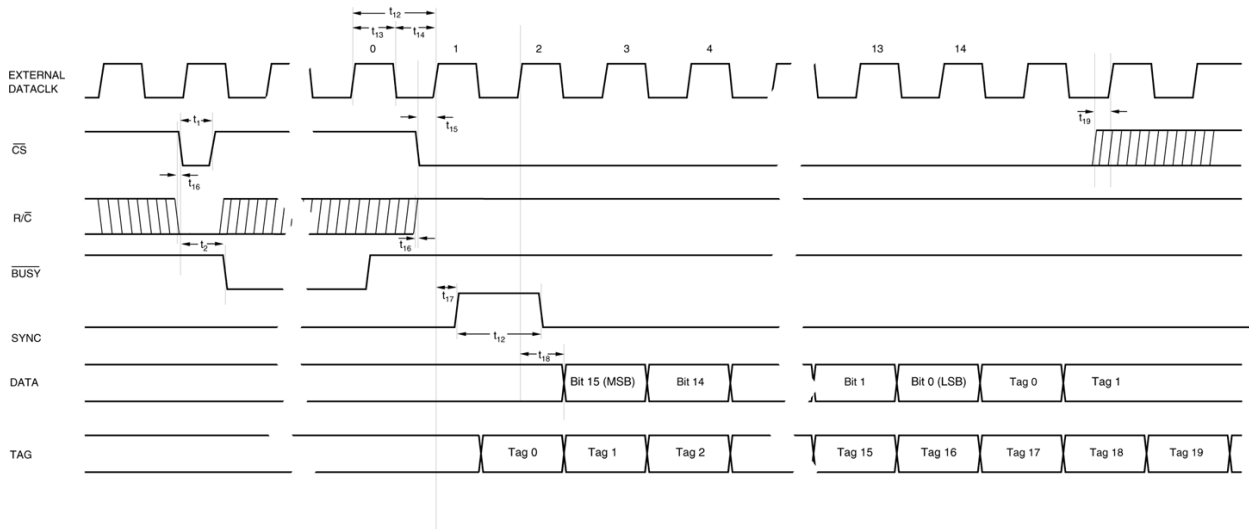 t12
t13 t14
0 1 2 3 4 13 14
EXTERNAL
DATACLK
t1 t15 t19
CS
t16
R/C
t2 t16
BUSY
t17
SYNC
t12
t18
DATA Bit 15 (MSB) Bit 14 Bit 1 Bit 0 (LSB) Tag 0 Tag 1
TAG Tag 0 Tag 1 Tag 2 Tag 15 Tag 16 Tag 17 Tag 18 Tag 19